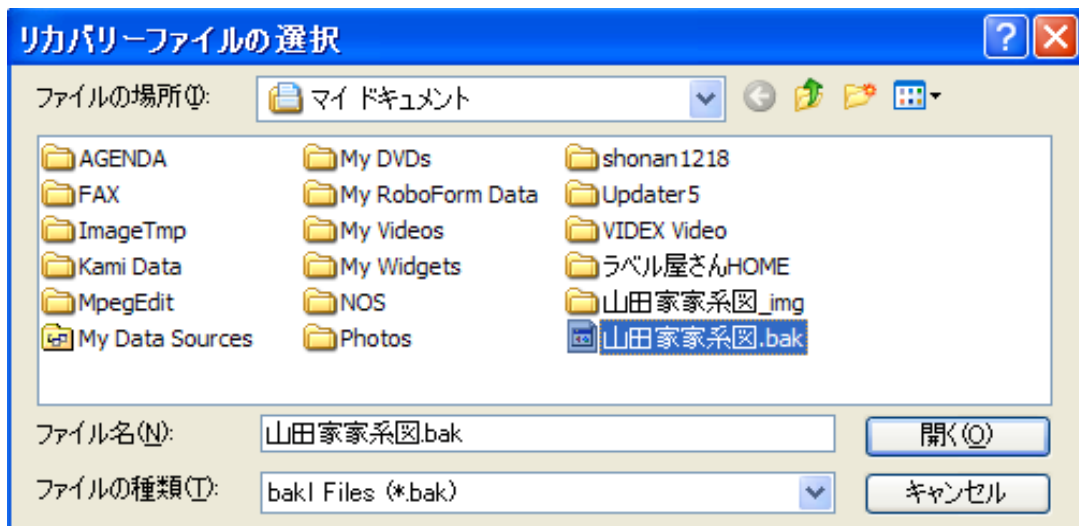 リカバリーファイルの選択
ファイルの場所(I):
マイ ドキュメント
AGENDA My DVDs shonan1218
FAX My RoboForm Data Updater5
ImageTmp My Videos VIDEX Video
Kami Data My Widgets ラベル屋さんHOME
MpegEdit NOS 山田家家系図_img
My Data Sources Photos 山田家家系図.bak
ファイル名(N): 山田家家系図.bak 開く(O)
ファイルの種類(T): bakl Files (*.bak) キャンセル